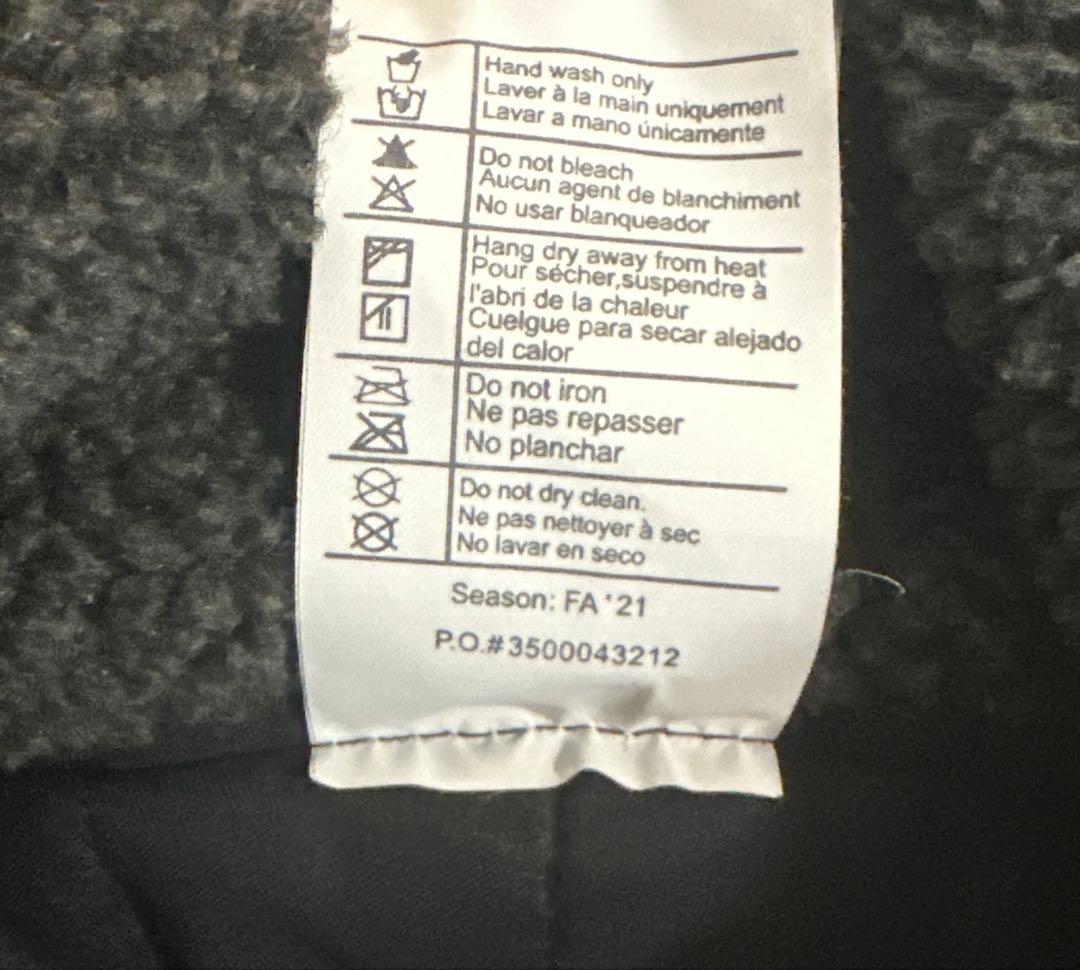 Hand wash only
Laver à la main uniquement
Lavar a mano únicamente
Do not bleach
Aucun agent de blanchiment
No usar blanqueador
Hang dry away from heat
Pour sécher,suspendre à
l'abri de la chaleur
Cuelgue para secar alejado
del calor
Do not iron
Ne pas repasser
No planchar
Do not dry clean.
Ne pas nettoyer à sec
No lavar en seco
Season: FA '21
P.O.#3500043212